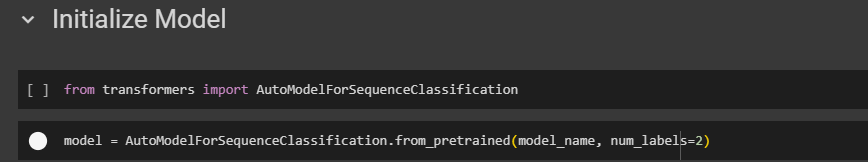 Initialize Model
[ ] from transformers import AutoModelForSequenceClassification
model = AutoModelForSequenceClassification.from_pretrained(model_name, num_labels=2)